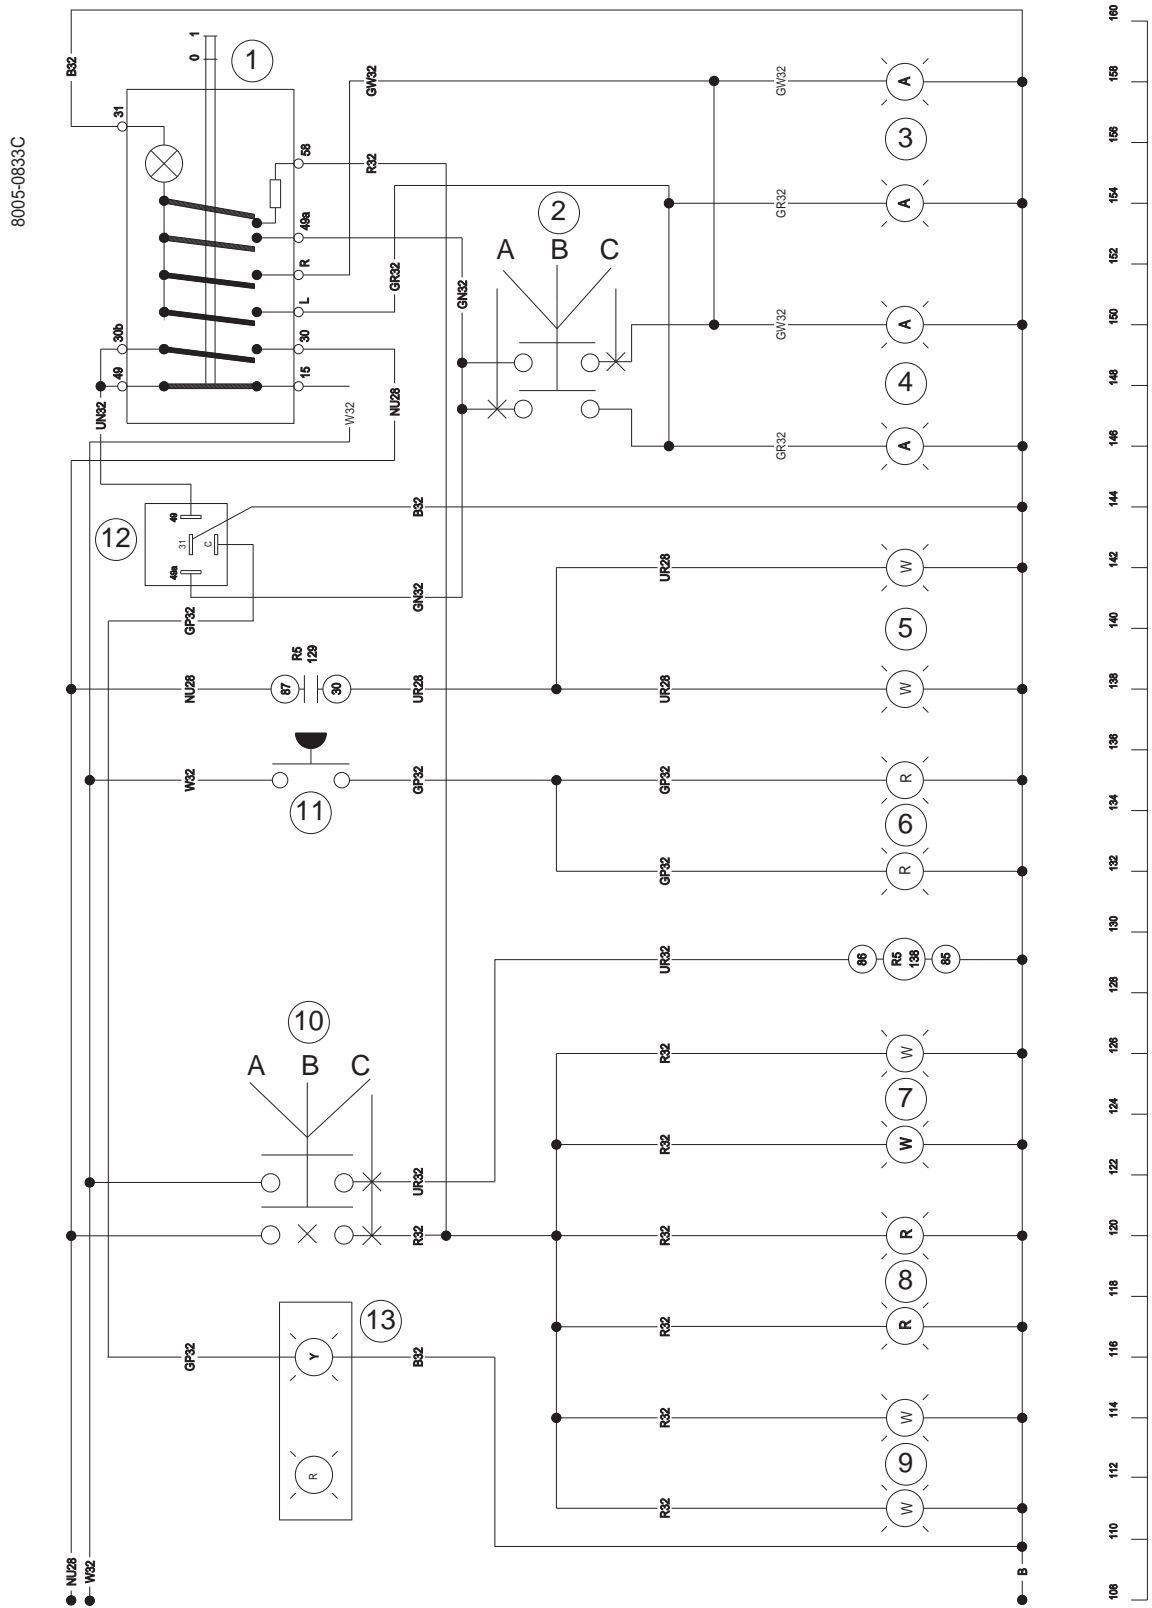 8005-0833C
160
0 1
1
B32
31
GW32
GW32
A
158
3
156
58
R32
49a
2
GR32
A
154
A B C
R
GR32
GN32
152
L
30b
30
GW32
A
150
49
15
4
148
UN32
W32
NU28
GR32
A
146
B32
144
12
49
31
C
49a
UR28
W
142
GN32
GP32
5
140
R5
129
NU28
87
30
UR28
UR28
W
138
136
W32
GP32
GP32
R
11
134
6
GP32
R
132
130
UR32
86
R5
138
85
128
10
A B C
R32
W
126
7
124
R32
W
UR32
122
R32
R32
R
120
8
118
13
R32
R
GP32
Y
B32
116
R32
W
114
9
R
112
R32
W
110
NU28
W32
B
108